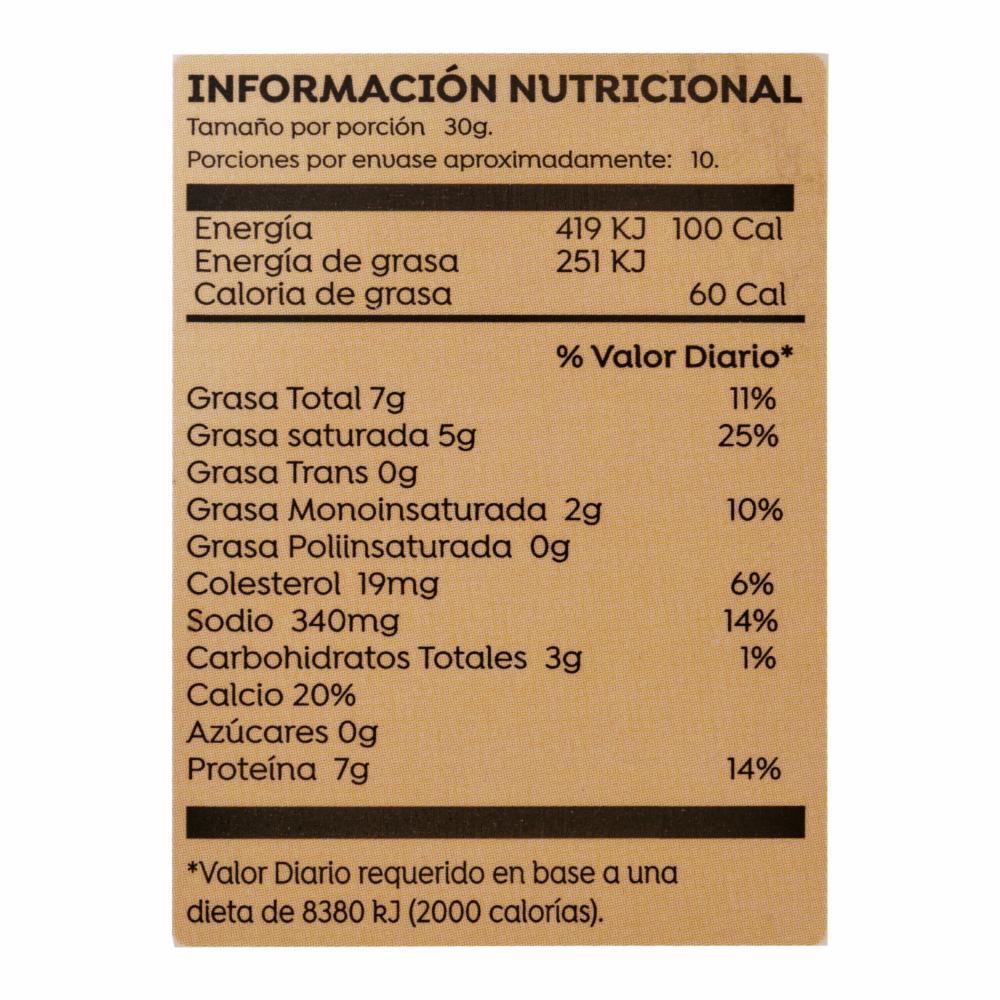 INFORMACIÓN NUTRICIONAL
Tamaño por porción 30g.
Porciones por envase aproximadamente: 10.
Energía 419 KJ 100 Cal
Energía de grasa 251 KJ
Caloria de grasa 60 Cal
% Valor Diario*
Grasa Total 7g 11%
Grasa saturada 5g 25%
Grasa Trans 0g
Grasa Monoinsaturada 2g 10%
Grasa Poliinsaturada 0g
Colesterol 19mg 6%
Sodio 340mg 14%
Carbohidratos Totales 3g 1%
Calcio 20%
Azúcares 0g
Proteína 7g 14%
*Valor Diario requerido en base a una
dieta de 8380 kJ (2000 calorías).